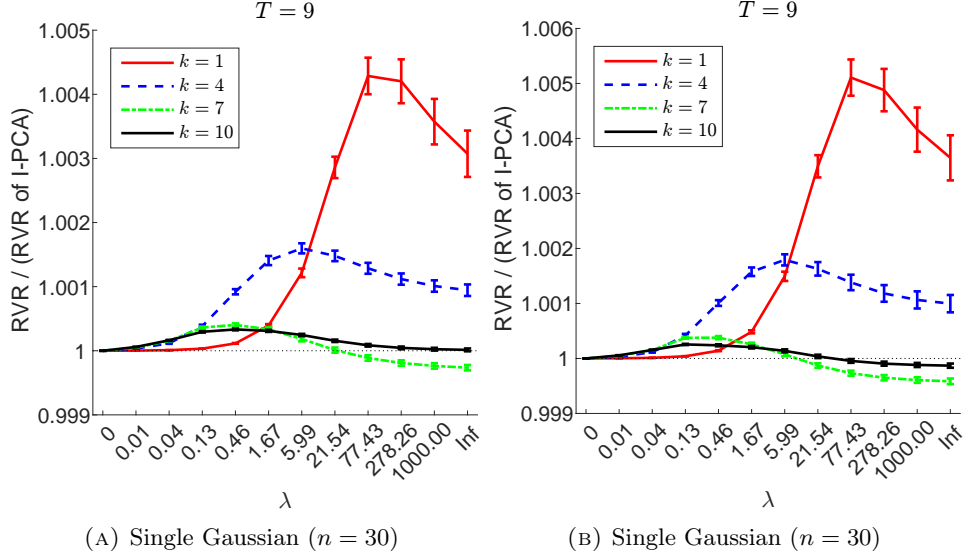 T = 9
RVR / (RVR of I-PCA)
1.005
1.004
1.003
1.002
1.001
1
0.999
k = 1
k = 4
k = 7
k = 10
0
0.01
0.04
0.13
0.46
1.67
5.99
21.54
77.43
278.26
1000.00
Inf
λ
(A) Single Gaussian (n = 30)
T = 9
RVR / (RVR of I-PCA)
1.006
1.005
1.004
1.003
1.002
1.001
1
0.999
k = 1
k = 4
k = 7
k = 10
0
0.01
0.04
0.13
0.46
1.67
5.99
21.54
77.43
278.26
1000.00
Inf
λ
(B) Single Gaussian (n = 30)